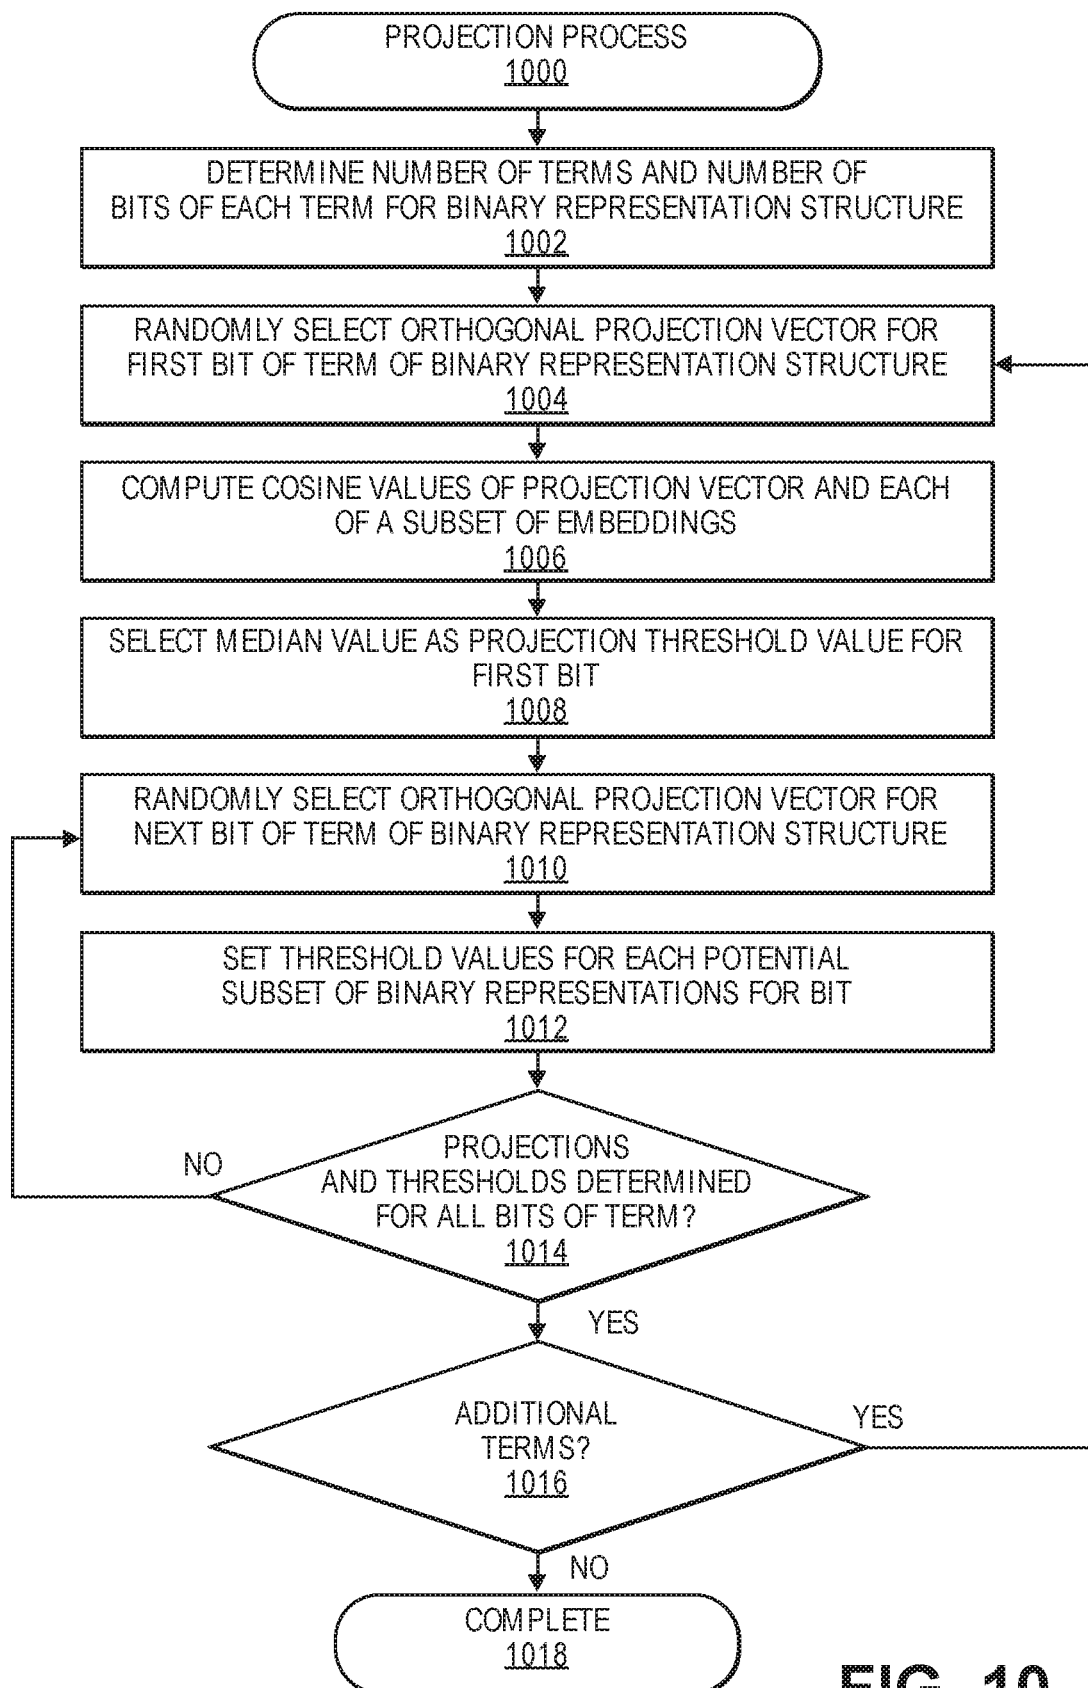 PROJECTION PROCESS
1000
DETERMINE NUMBER OF TERMS AND NUMBER OF
BITS OF EACH TERM FOR BINARY REPRESENTATION STRUCTURE
1002
RANDOMLY SELECT ORTHOGONAL PROJECTION VECTOR FOR
FIRST BIT OF TERM OF BINARY REPRESENTATION STRUCTURE
1004
COMPUTE COSINE VALUES OF PROJECTION VECTOR AND EACH
OF A SUBSET OF EMBEDDINGS
1006
SELECT MEDIAN VALUE AS PROJECTION THRESHOLD VALUE FOR
FIRST BIT
1008
RANDOMLY SELECT ORTHOGONAL PROJECTION VECTOR FOR
NEXT BIT OF TERM OF BINARY REPRESENTATION STRUCTURE
1010
SET THRESHOLD VALUES FOR EACH POTENTIAL
SUBSET OF BINARY REPRESENTATIONS FOR BIT
1012
NO
PROJECTIONS
AND THRESHOLDS DETERMINED
FOR ALL BITS OF TERM?
1014
YES
ADDITIONAL
TERMS?
1016
YES
NO
COMPLETE
1018
FIG. 10